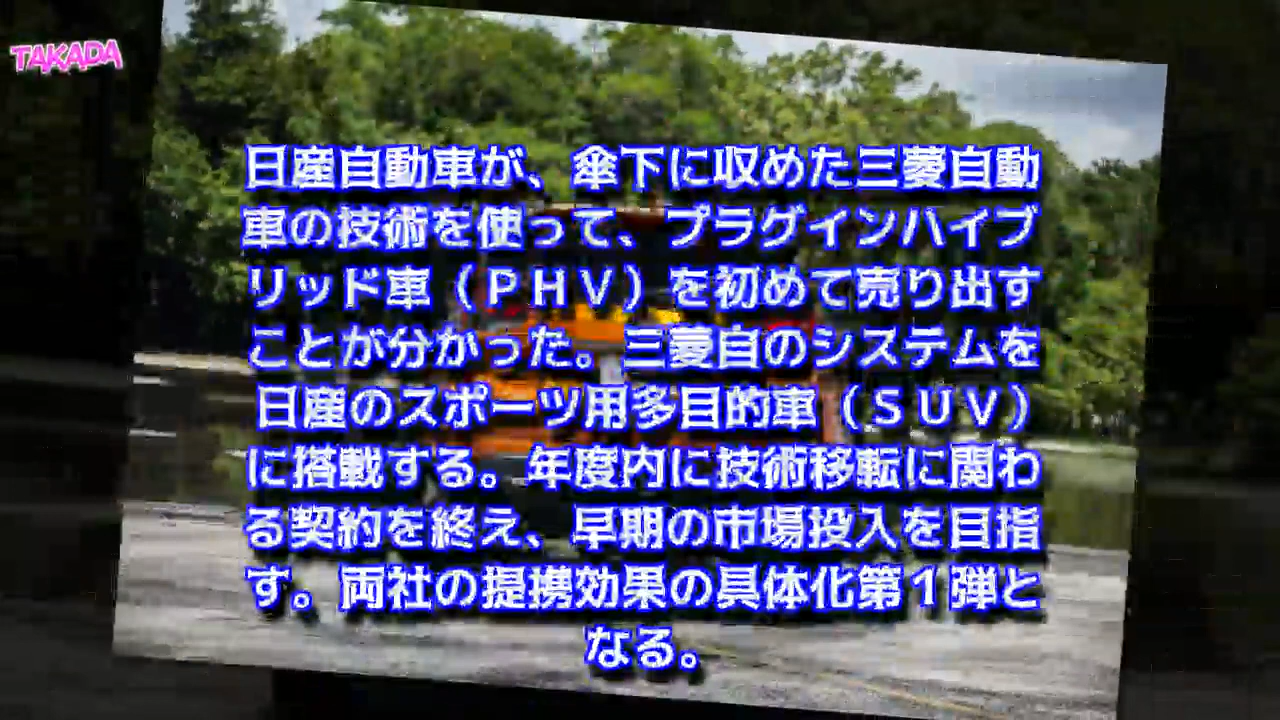 TAKADA
日産自動車が、傘下に収めた三菱自動
車の技術を使って、プラグインハイブ
リッド車（ＰＨＶ）を初めて売り出す
ことが分かった。三菱自のシステムを
日産のスポーツ用多目的車（ＳＵＶ）
に搭載する。年度内に技術移転に関わ
る契約を終え、早期の市場投入を目指
す。両社の提携効果の具体化第１弾と
なる。